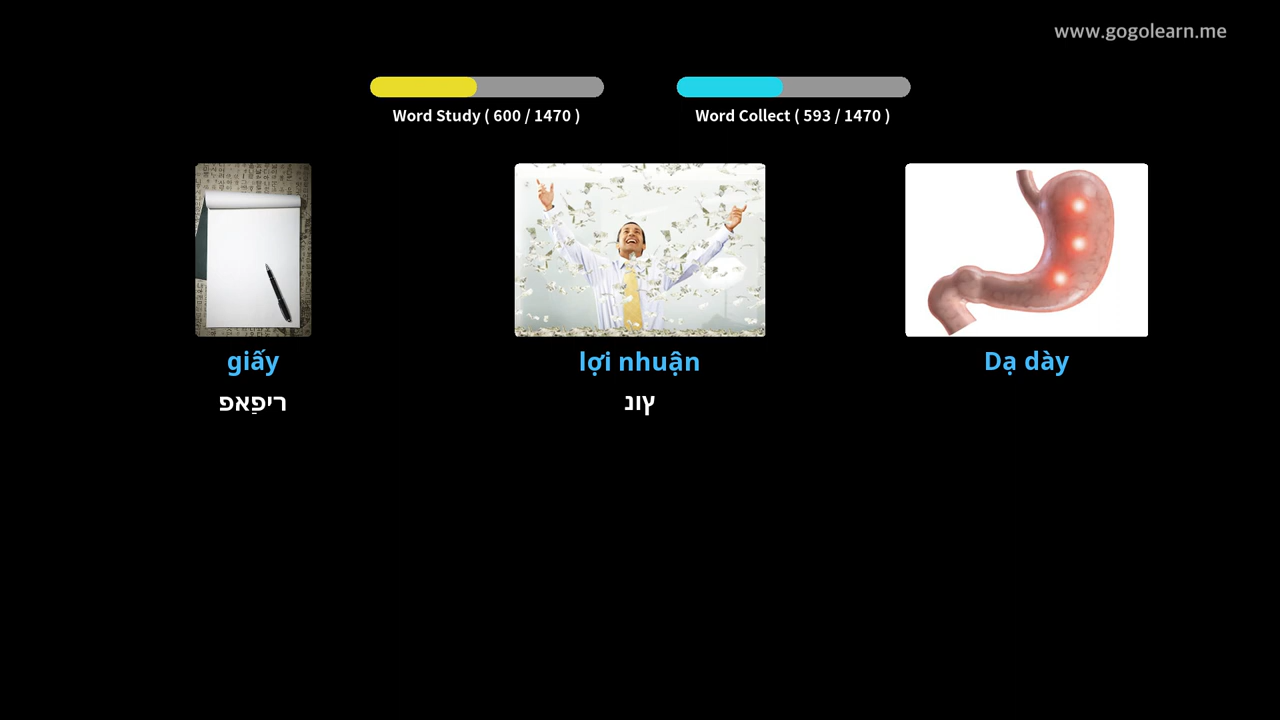 www.gogolearn.me
Word Study ( 600 / 1470 )
Word Collect ( 593 / 1470 )
giấy
lợi nhuận
Dạ dày
ריפַאפ
ץונ